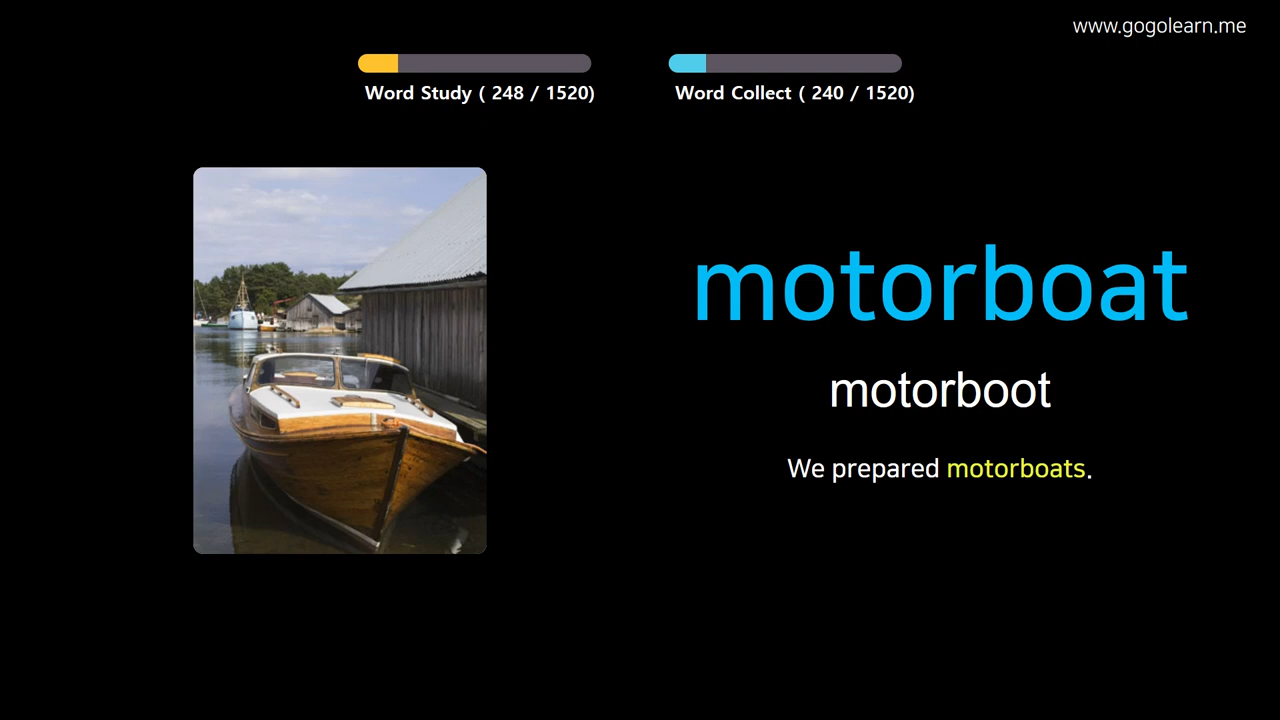 www.gogolearn.me
Word Study ( 248 / 1520)
Word Collect ( 240 / 1520)
motorboat
motorboot
We prepared motorboats.